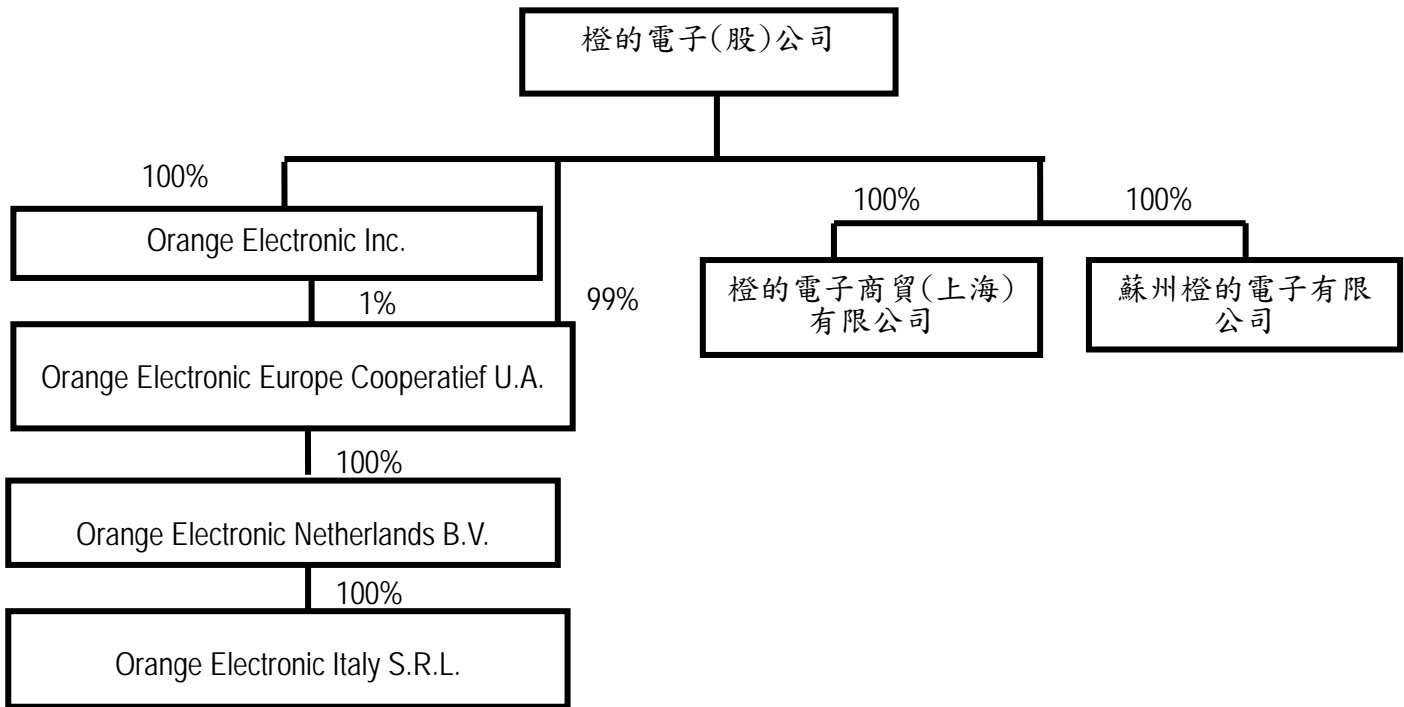 橙的電子(股)公司
100%
100%
100%
Orange Electronic Inc.
1%
99%
橙的電子商貿(上海)
有限公司
蘇州橙的電子有限
公司
Orange Electronic Europe Cooperatief U.A.
100%
Orange Electronic Netherlands B.V.
100%
Orange Electronic Italy S.R.L.